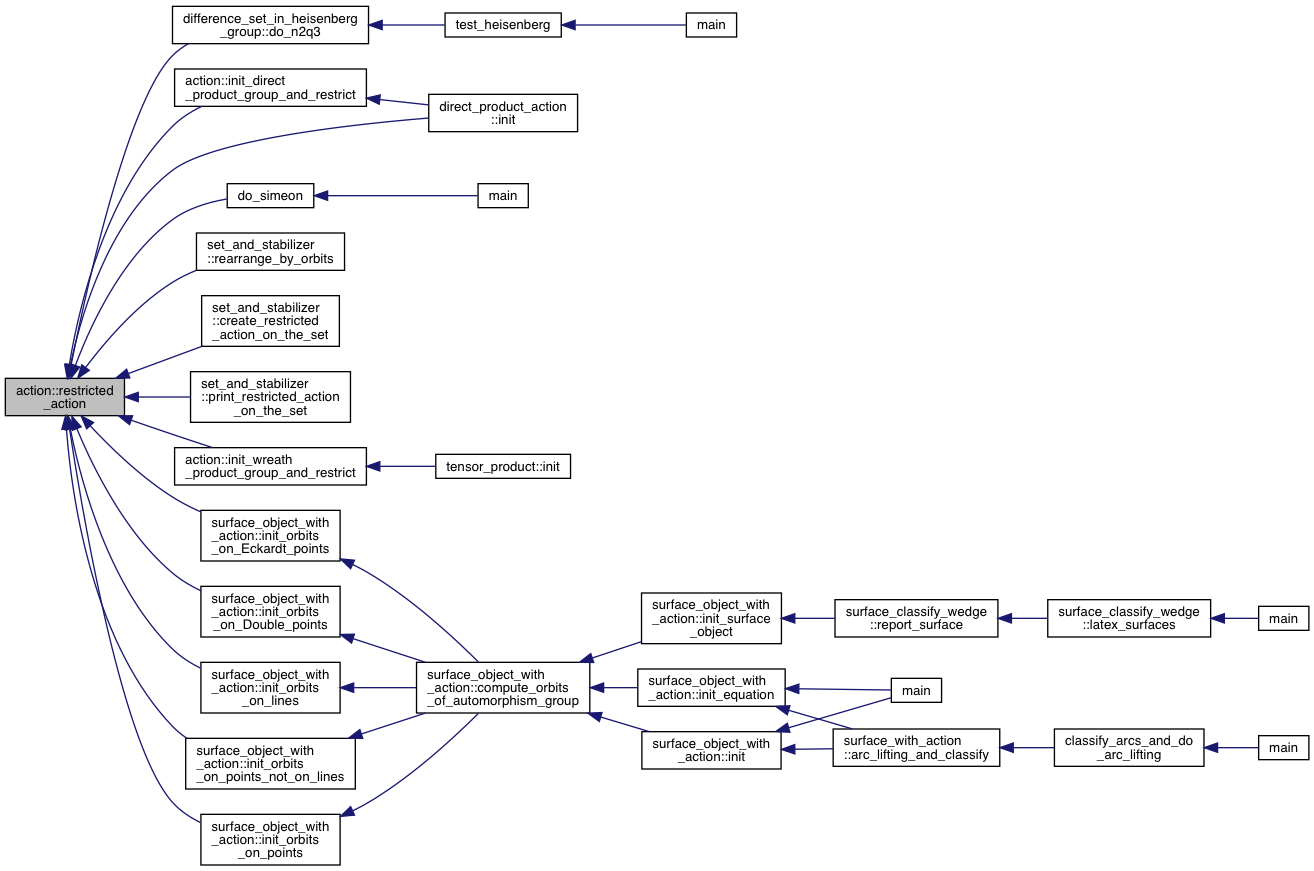 difference_set_in_heisenberg
_group::do_n2q3
test_heisenberg
main
action::init_direct
_product_group_and_restrict
direct_product_action
::init
do_simeon
main
set_and_stabilizer
::rearrange_by_orbits
set_and_stabilizer
::create_restricted
_action_on_the_set
action::restricted
_action
set_and_stabilizer
::print_restricted_action
_on_the_set
action::init_wreath
_product_group_and_restrict
tensor_product::init
surface_object_with
_action::init_orbits
_on_Eckardt_points
surface_object_with
_action::init_orbits
_on_Double_points
surface_object_with
_action::init_orbits
_on_lines
surface_object_with
_action::init_orbits
_on_points_not_on_lines
surface_object_with
_action::init_orbits
_on_points
surface_object_with
_action::compute_orbits
_of_automorphism_group
surface_object_with
_action::init_surface
_object
surface_classify_wedge
::report_surface
surface_classify_wedge
::latex_surfaces
main
surface_object_with
_action::init_equation
main
surface_object_with
_action::init
surface_with_action
::arc_lifting_and_classify
classify_arcs_and_do
_arc_lifting
main